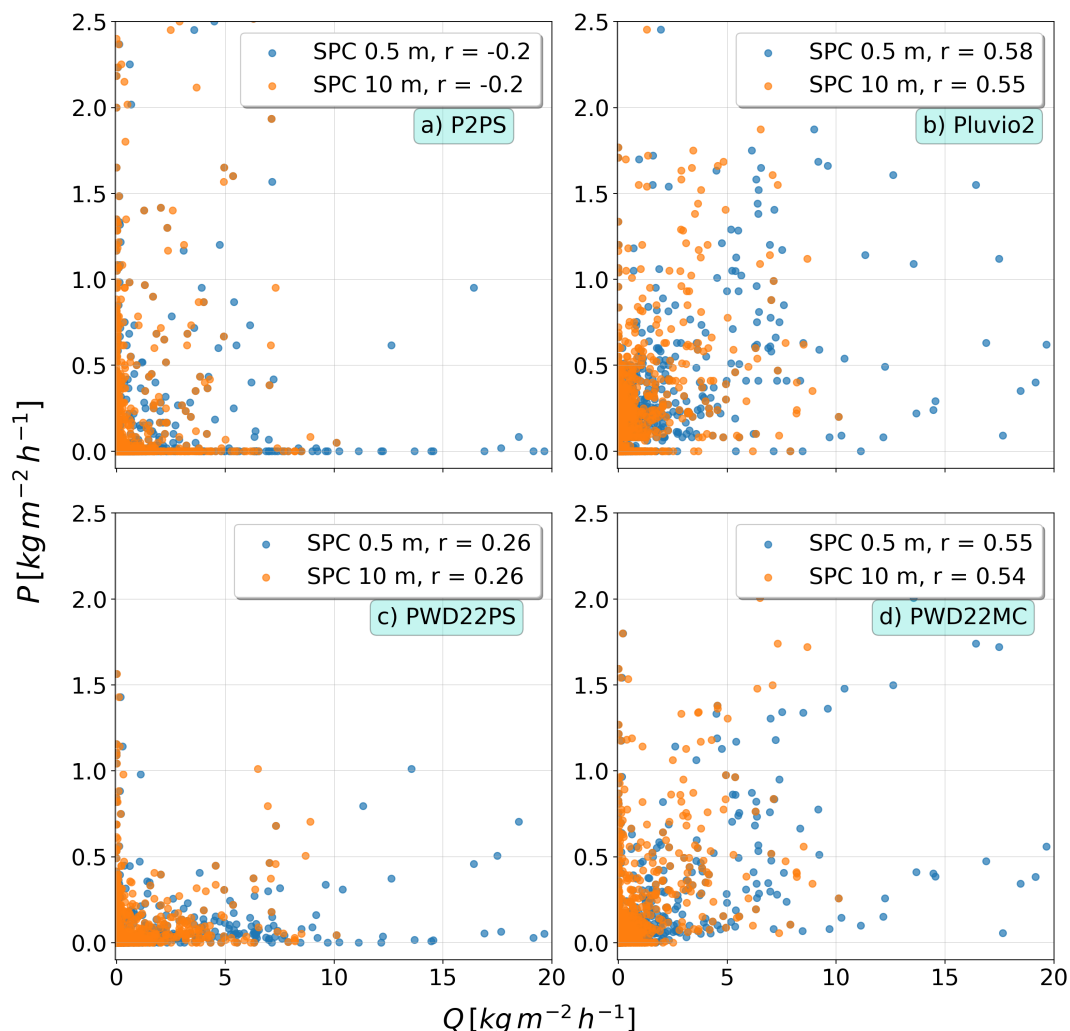 2.5
2.0
1.5
1.0
0.5
0.0
SPC 0.5 m, r = -0.2
SPC 10 m, r = -0.2
a) P2PS
SPC 0.5 m, r = 0.58
SPC 10 m, r = 0.55
b) Pluvio2
P [kg m⁻² h⁻¹]
2.5
2.0
1.5
1.0
0.5
0.0
SPC 0.5 m, r = 0.26
SPC 10 m, r = 0.26
c) PWD22PS
SPC 0.5 m, r = 0.55
SPC 10 m, r = 0.54
d) PWD22MC
0 5 10 15 20
0 5 10 15 20
2.5
2.0
1.5
1.0
0.5
0.0
2.5
2.0
1.5
1.0
0.5
0.0
Q [kg m⁻² h⁻¹]